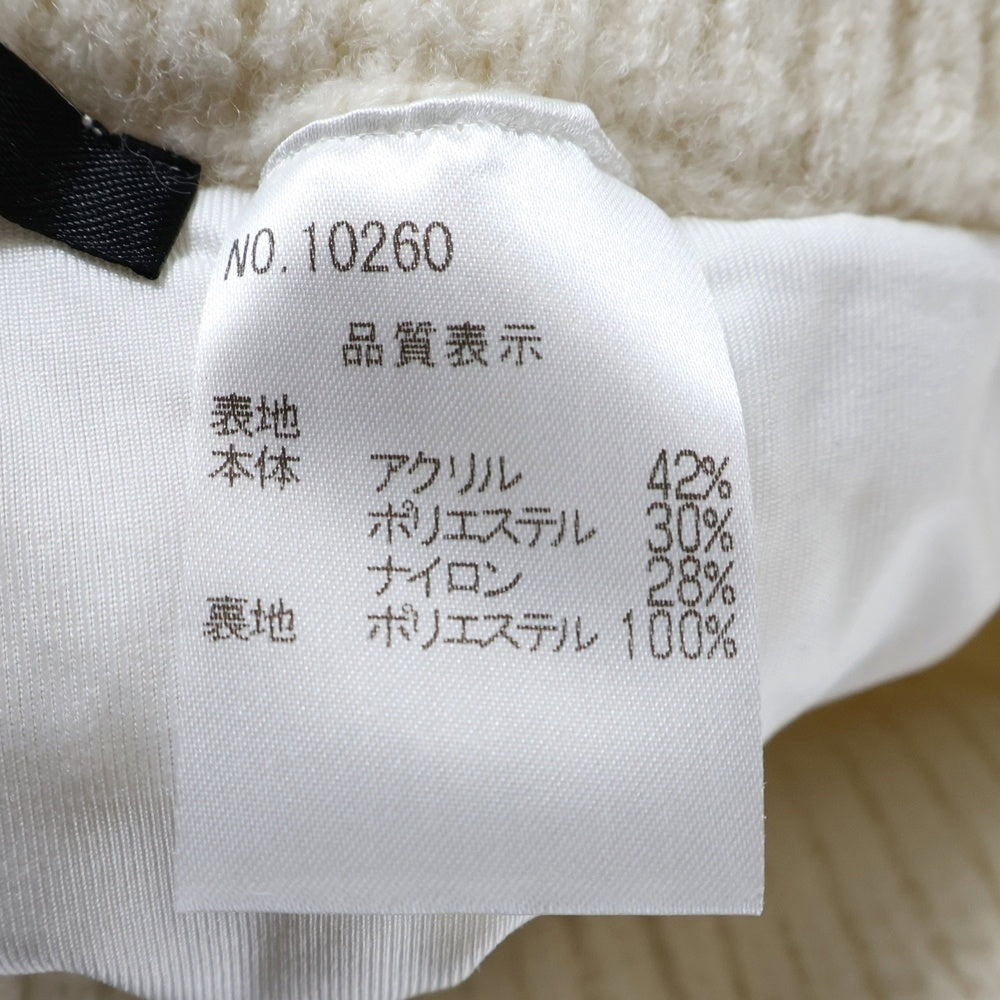 NO.10260
品質表示
表地
本体 アクリル 42%
ポリエステル 30%
ナイロン 28%
裏地 ポリエステル 100%